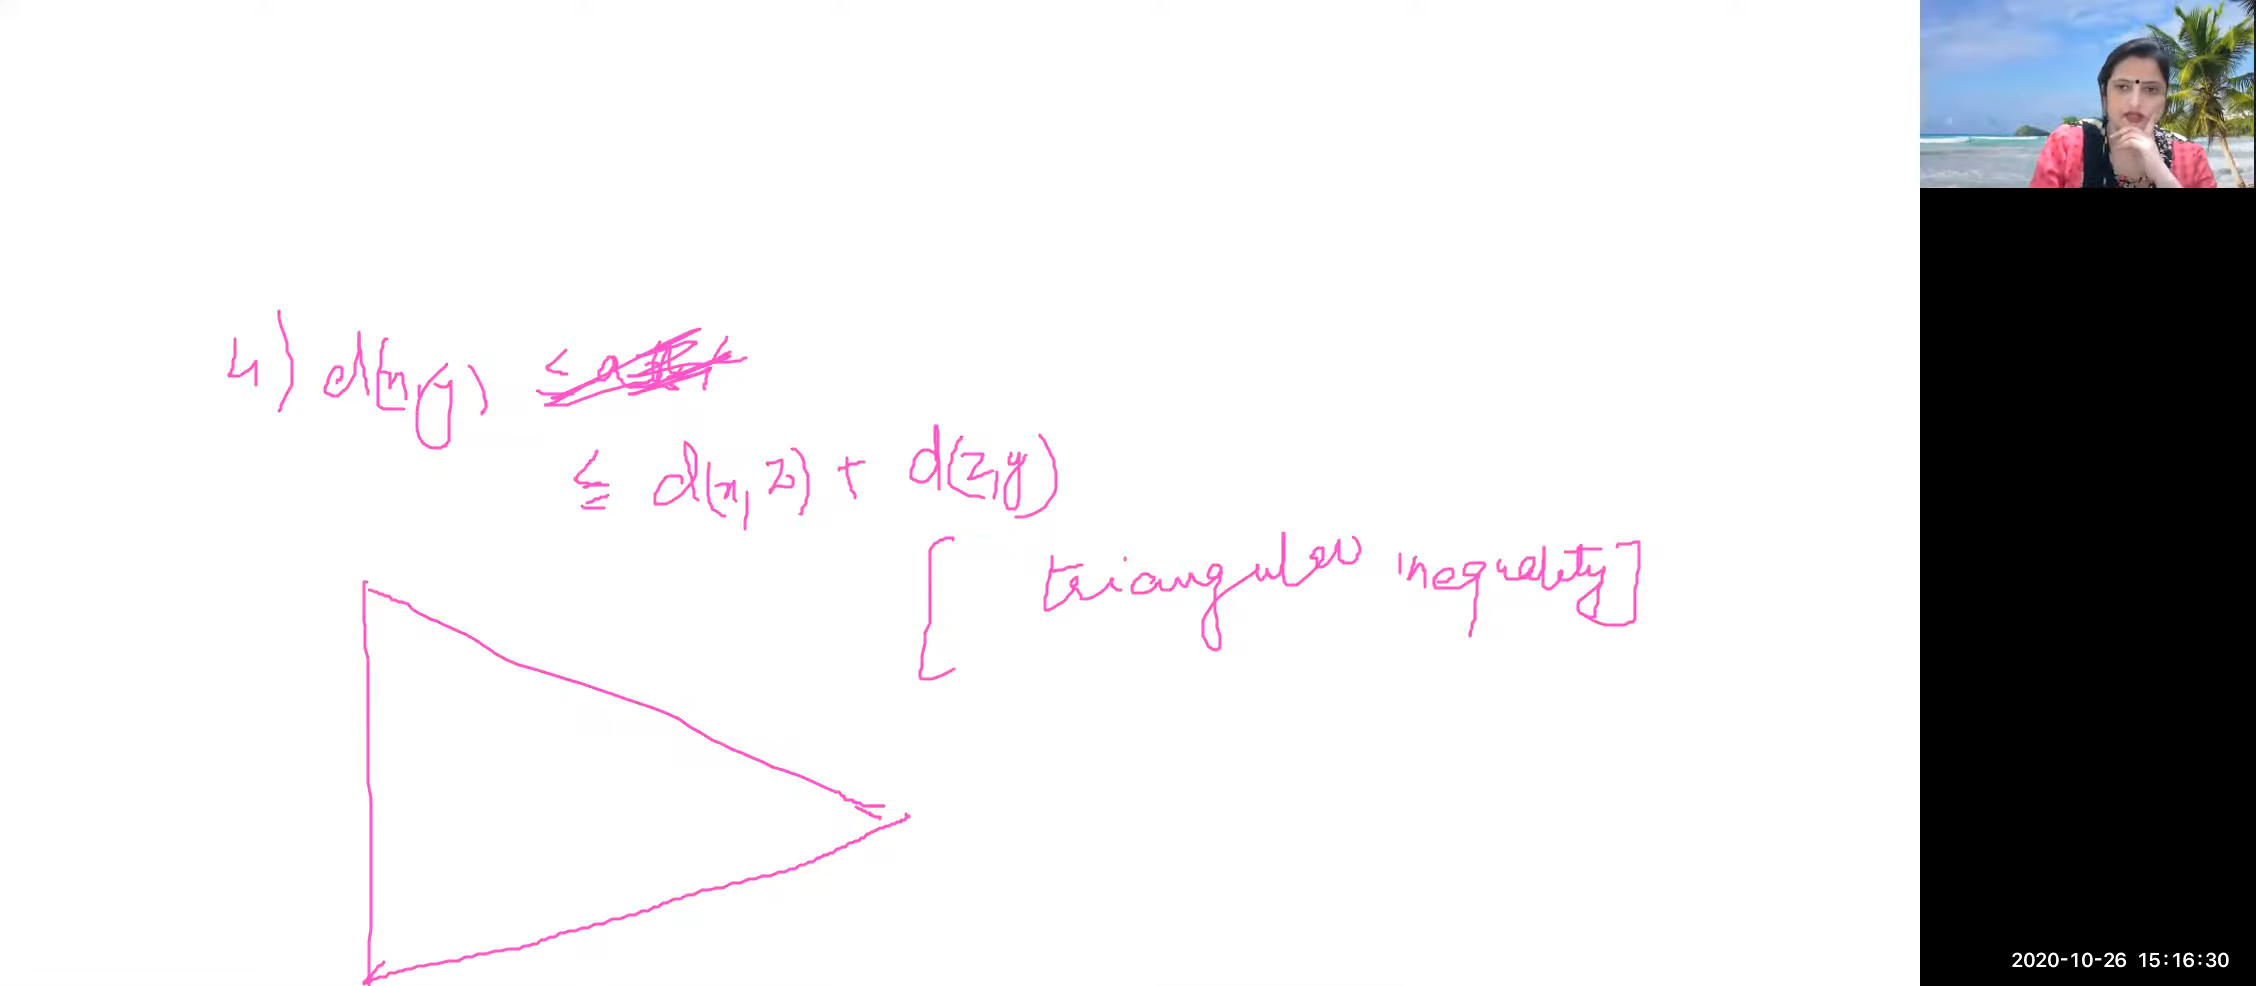 4) d(x,y)
≤ d(x, z) + d(z,y)
[ triangular inequality]
2020-10-26 15:16:30